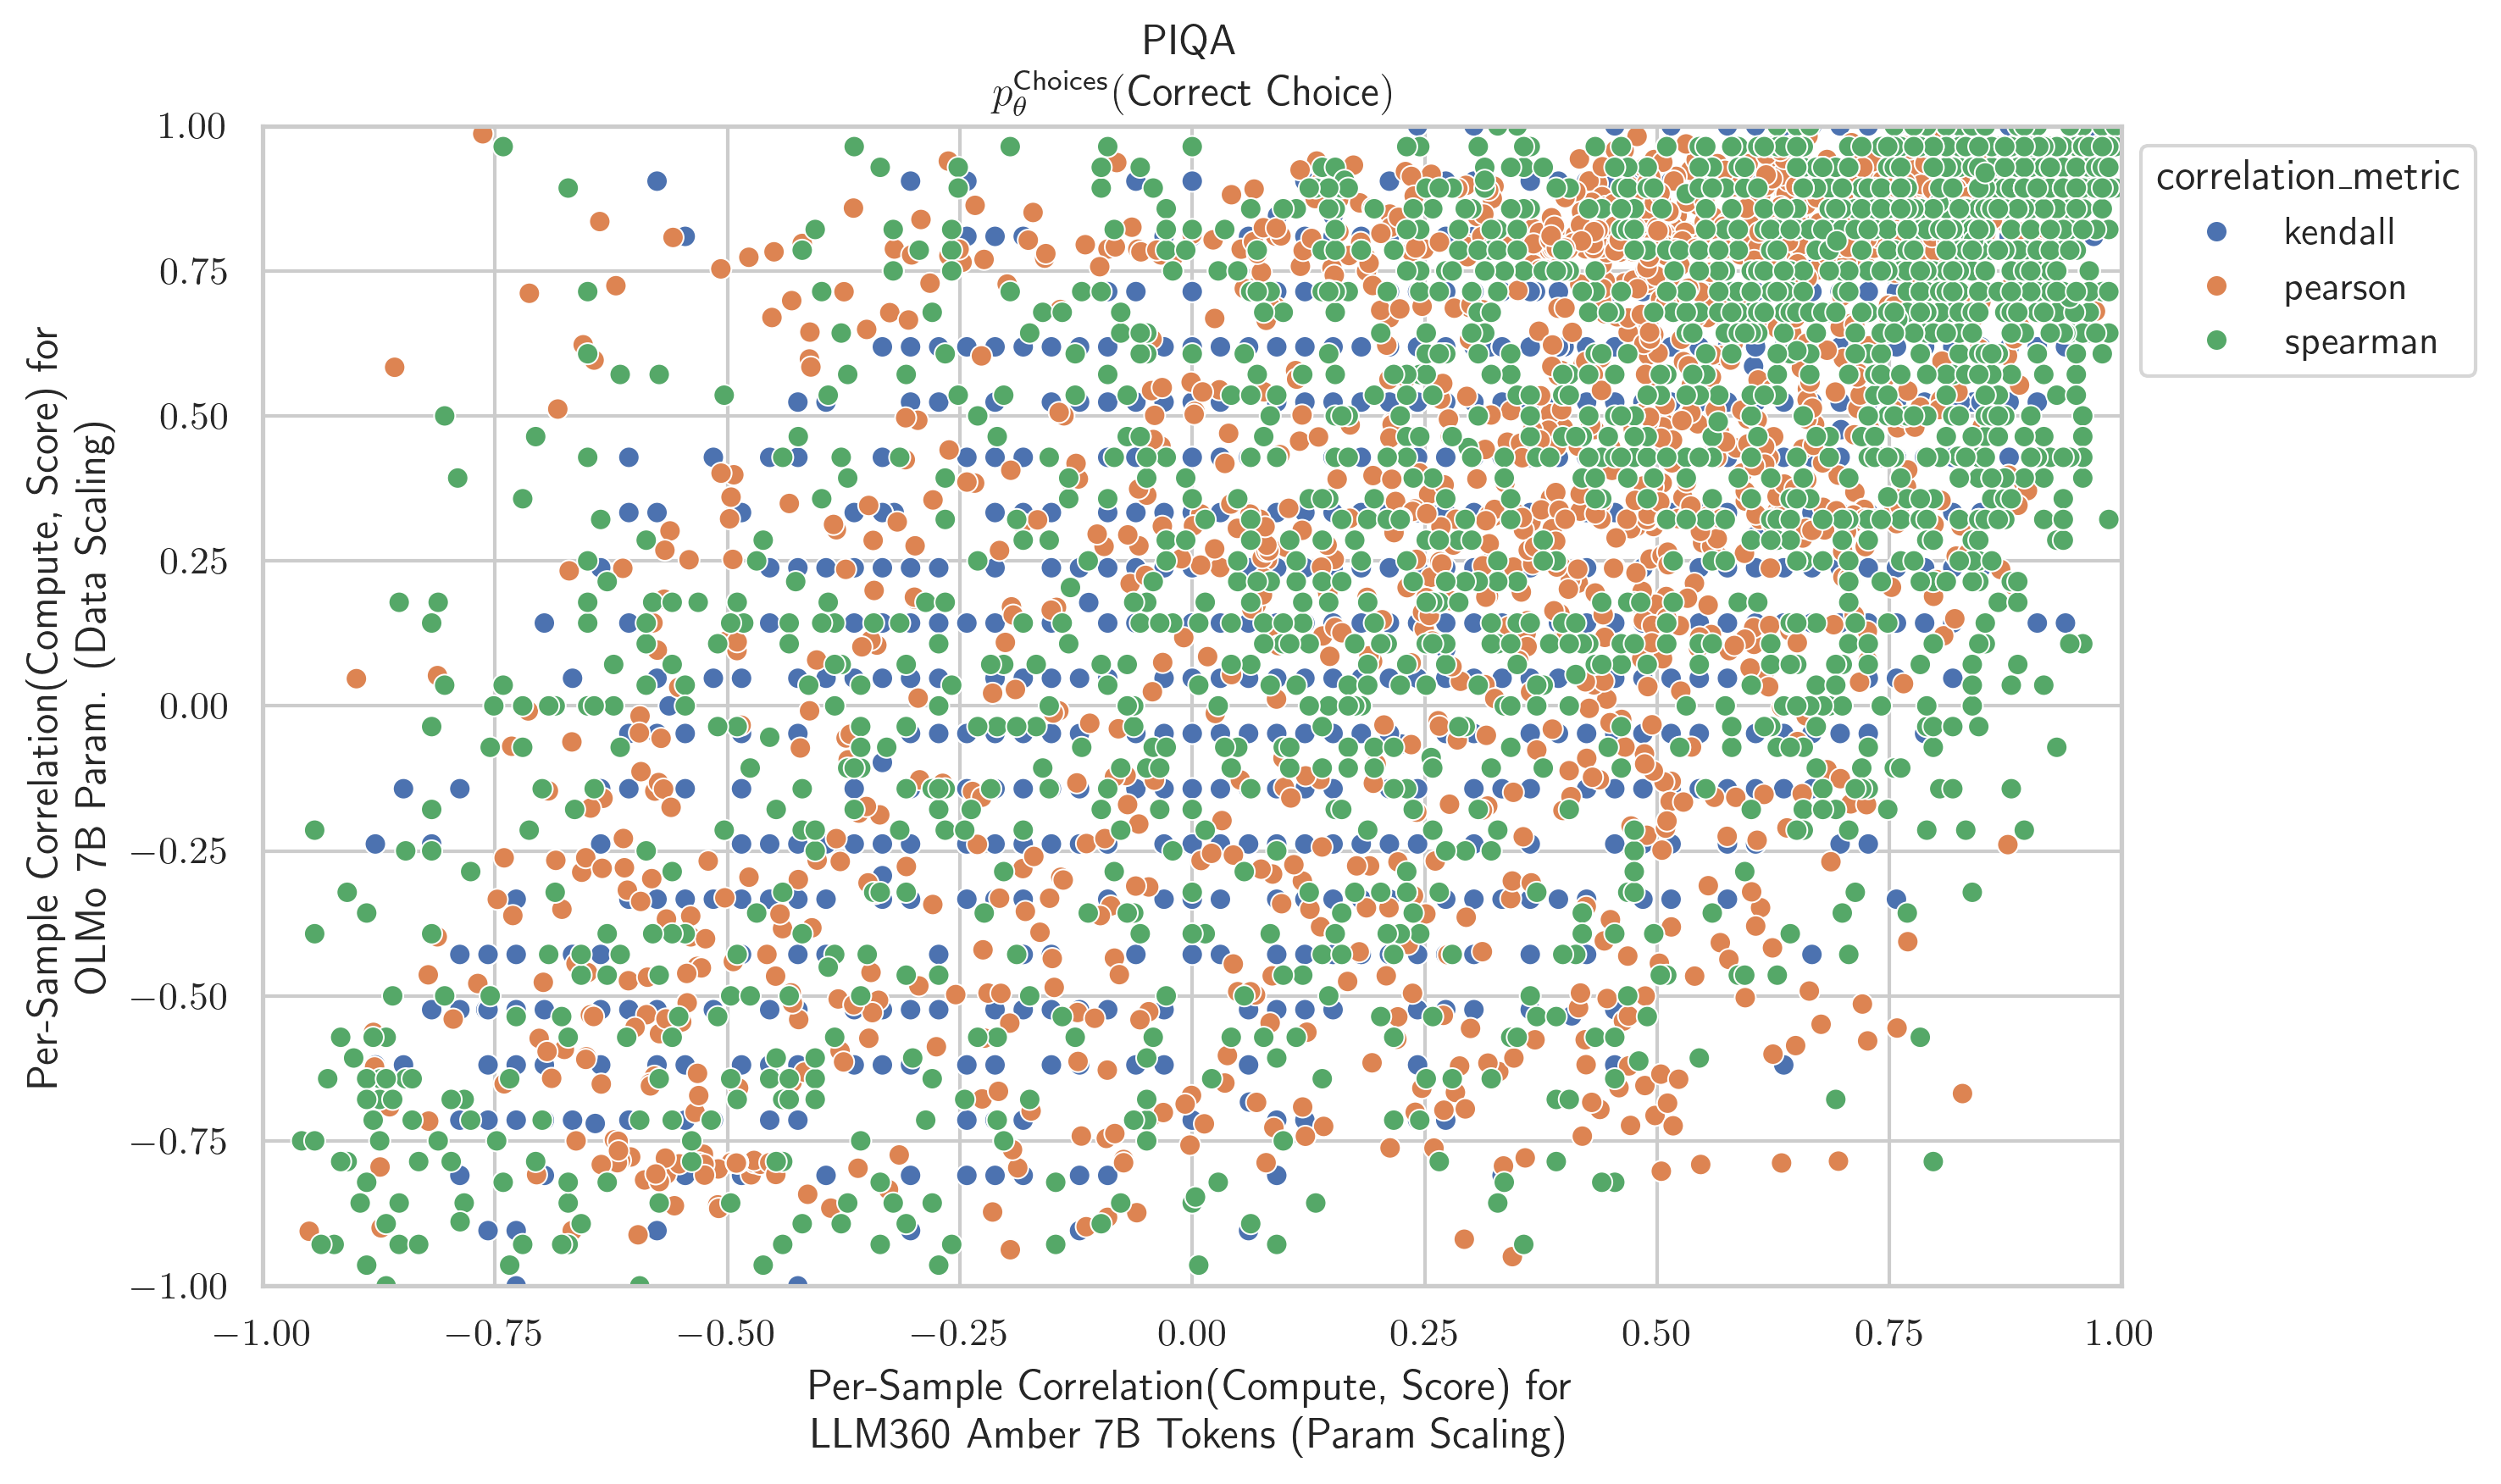 PIQA
p_θ^Choices(Correct Choice)
1.00
0.75
0.50
0.25
0.00
−0.25
−0.50
−0.75
−1.00
Per-Sample Correlation(Compute, Score) for
OLMo 7B Param. (Data Scaling)
−1.00 −0.75 −0.50 −0.25 0.00 0.25 0.50 0.75 1.00
Per-Sample Correlation(Compute, Score) for
LLM360 Amber 7B Tokens (Param Scaling)
correlation_metric
kendall
pearson
spearman